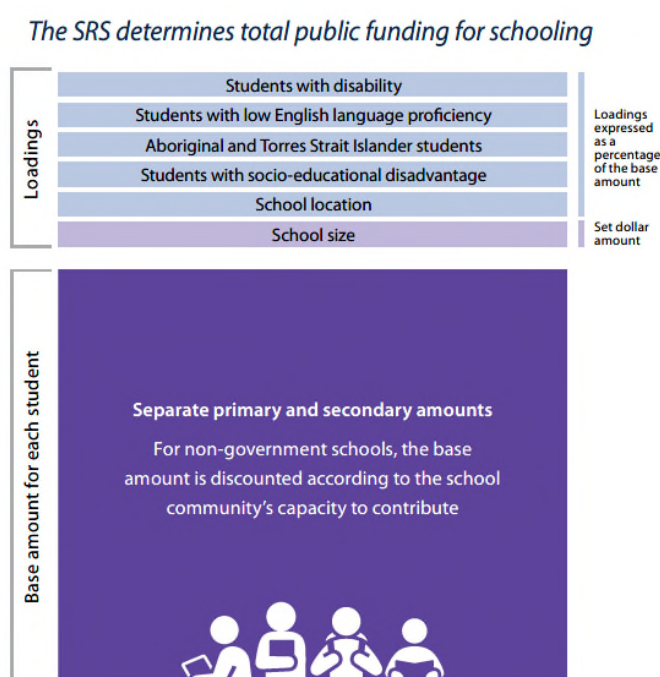 The SRS determines total public funding for schooling
Loadings
Students with disability
Students with low English language proficiency
Aboriginal and Torres Strait Islander students
Students with socio-educational disadvantage
School location
School size
Loadings
expressed
as a
percentage
of the base
amount
Set dollar
amount
Base amount for each student
Separate primary and secondary amounts
For non-government schools, the base
amount is discounted according to the school
community’s capacity to contribute